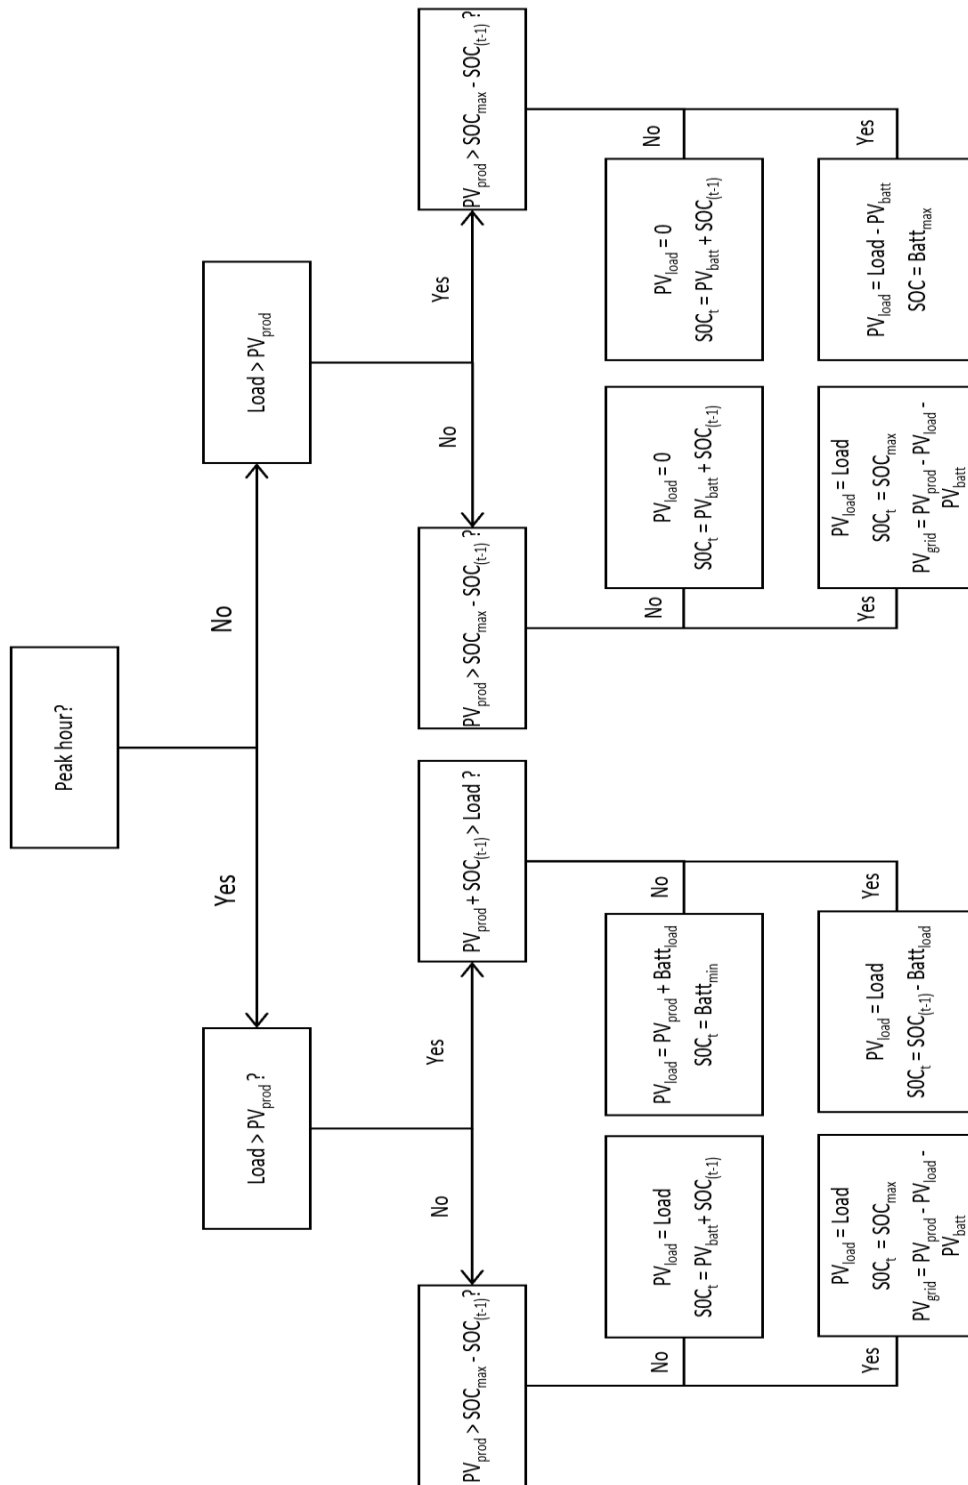 Peak hour?
Yes
No
Load > PV_prod ?
Load > PV_prod
No
Yes
No
Yes
PV_prod > SOC_max - SOC_(t-1) ?
PV_prod + SOC_(t-1) > Load ?
PV_prod > SOC_max - SOC_(t-1) ?
PV_prod > SOC_max - SOC_(t-1) ?
No
PV_load = Load
SOC_t = PV_batt + SOC_(t-1)
PV_load = PV_prod + Batt_load
SOC_t = Batt_min
No
No
PV_load = 0
SOC_t = PV_batt + SOC_(t-1)
PV_load = 0
SOC_t = PV_batt + SOC_(t-1)
No
Yes
PV_load = Load
SOC_t = SOC_max
PV_grid = PV_prod - PV_load -
PV_batt
PV_load = Load
SOC_t = SOC_(t-1) - Batt_load
Yes
Yes
PV_load = Load
SOC_t = SOC_max
PV_grid = PV_prod - PV_load -
PV_batt
PV_load = Load - PV_batt
SOC = Batt_max
Yes